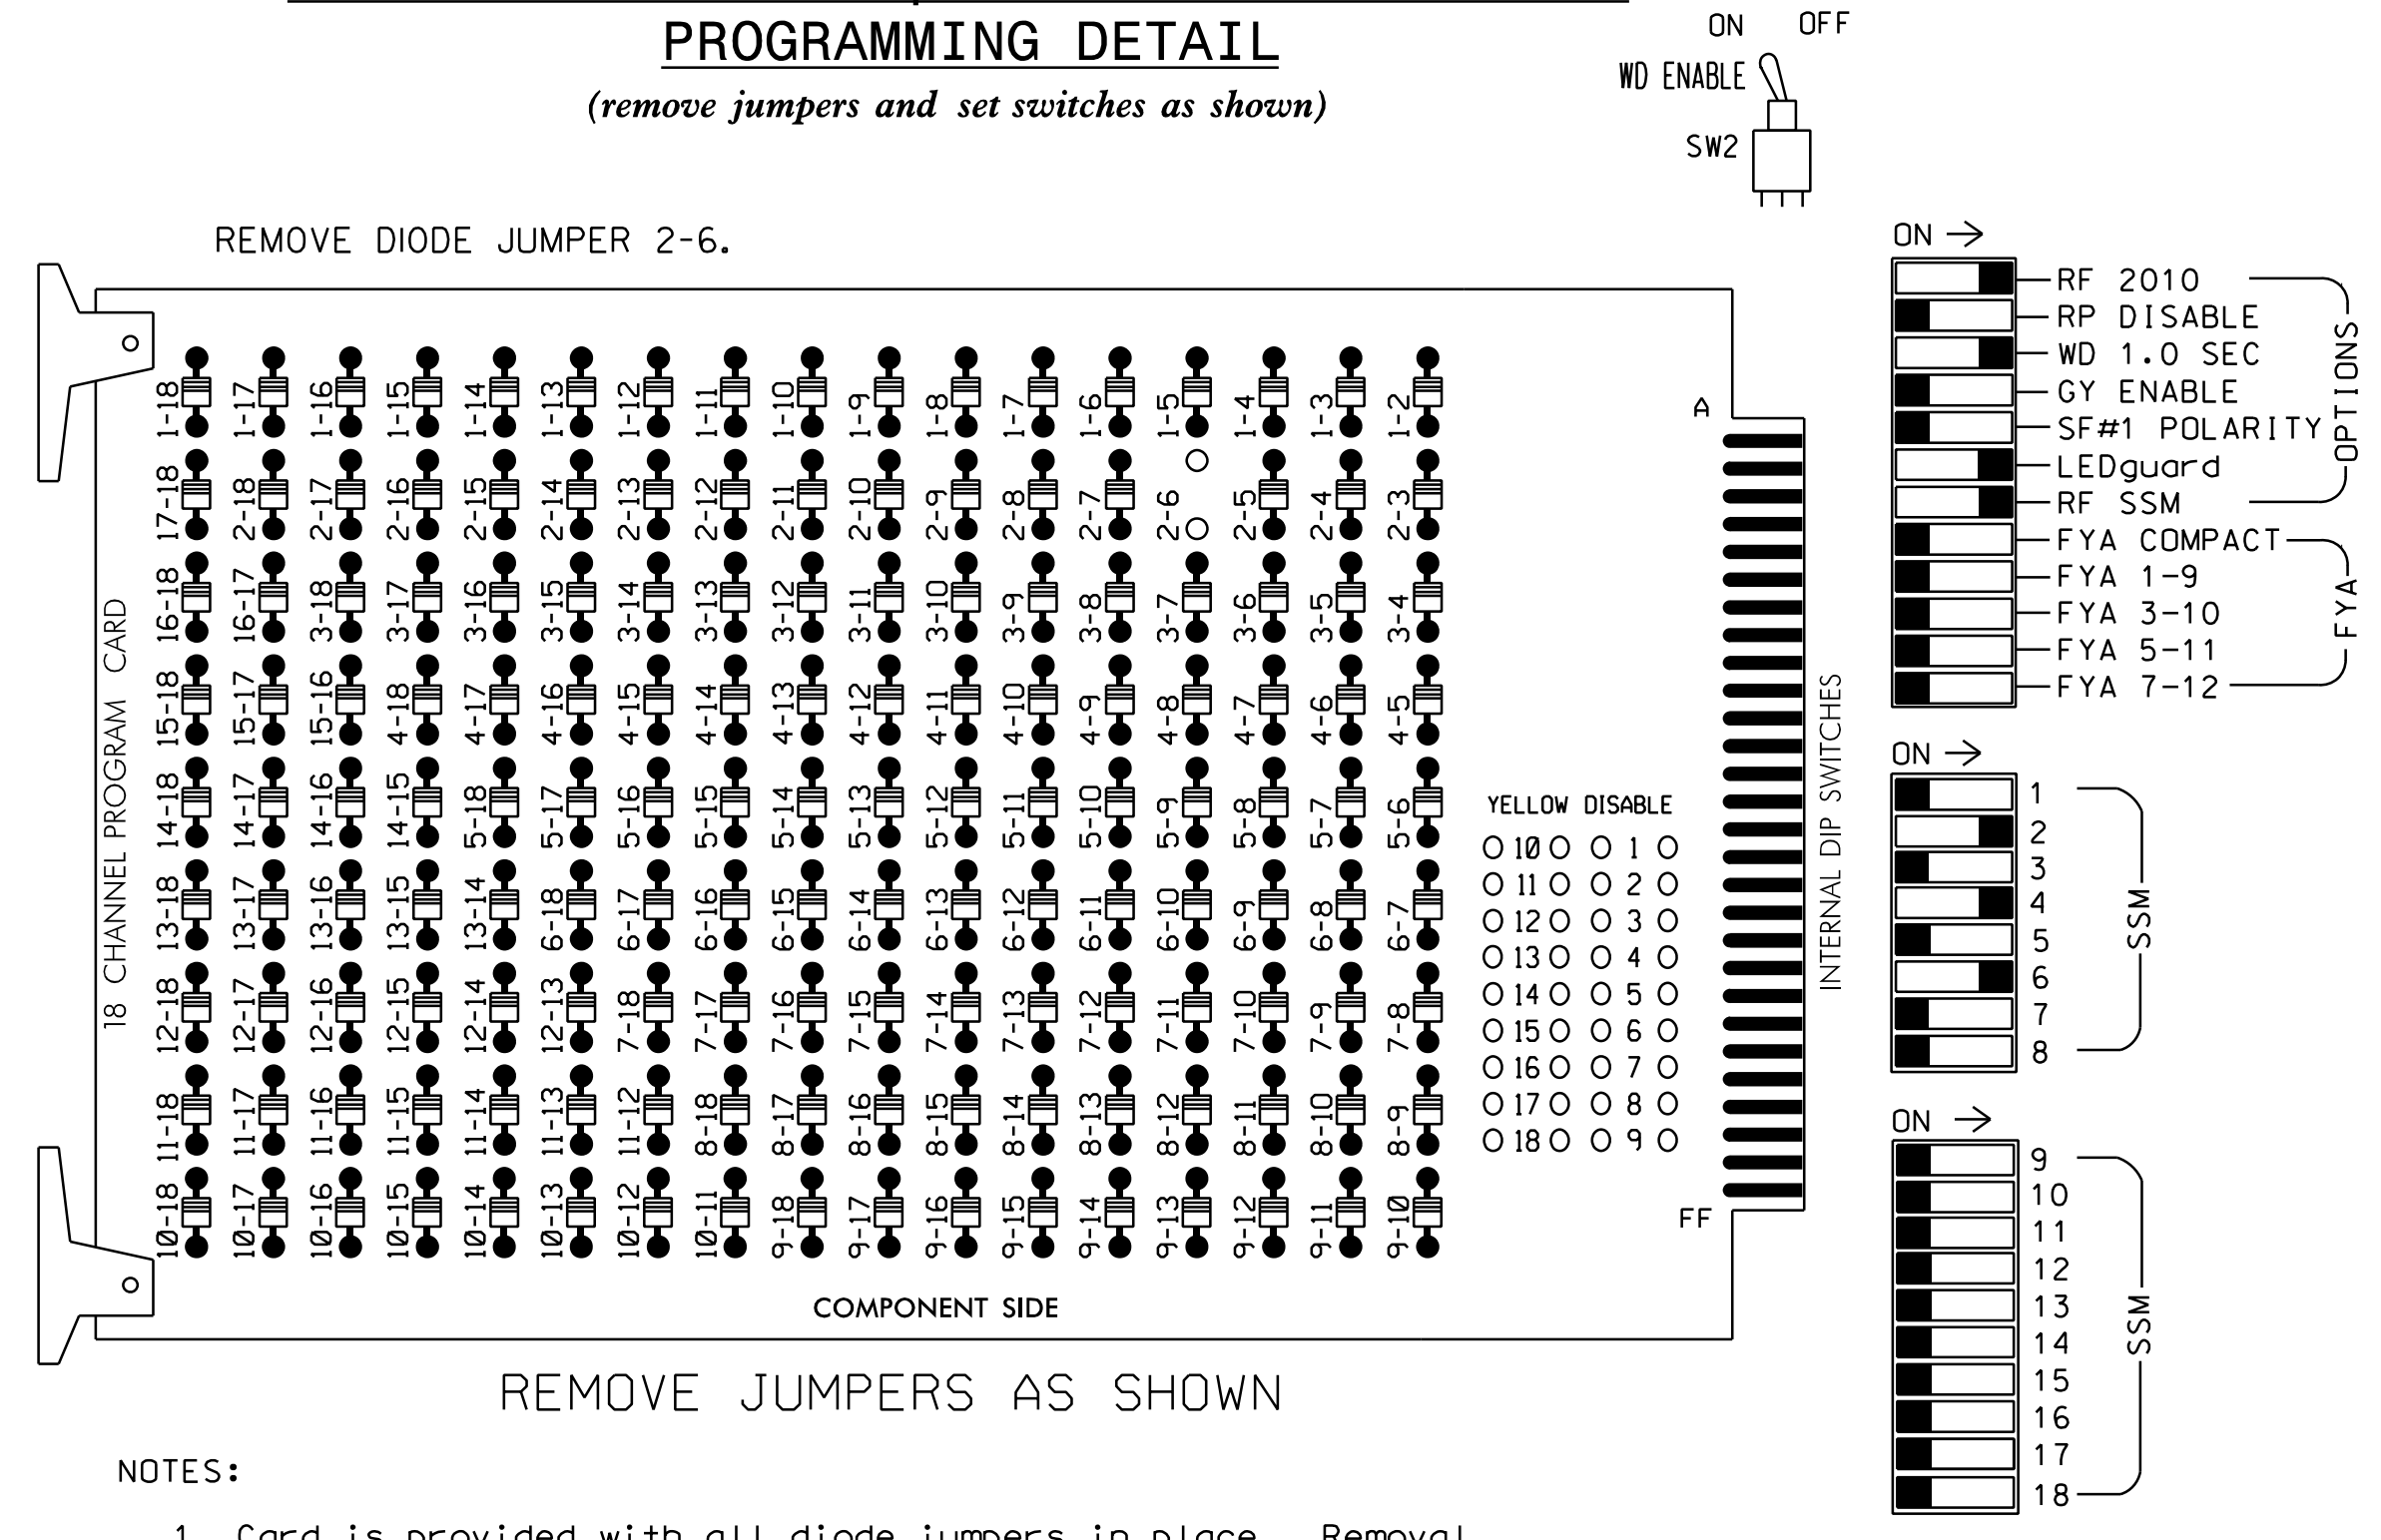 PROGRAMMING DETAIL
(remove jumpers and set switches as shown)
ON OFF
WD ENABLE
SW2
REMOVE DIODE JUMPER 2-6.
18 CHANNEL PROGRAM CARD
1-18 1-17 1-16 1-15 1-14 1-13 1-12 1-11 1-10 1-9 1-8 1-7 1-6 1-5 1-4 1-3 1-2
17-18 2-18 2-17 2-16 2-15 2-14 2-13 2-12 2-11 2-10 2-9 2-8 2-7 2-6 2-5 2-4 2-3
16-18 16-17 3-18 3-17 3-16 3-15 3-14 3-13 3-12 3-11 3-10 3-9 3-8 3-7 3-6 3-5 3-4
15-18 15-17 15-16 4-18 4-17 4-16 4-15 4-14 4-13 4-12 4-11 4-10 4-9 4-8 4-7 4-6 4-5
14-18 14-17 14-16 14-15 5-18 5-17 5-16 5-15 5-14 5-13 5-12 5-11 5-10 5-9 5-8 5-7 5-6
13-18 13-17 13-16 13-15 13-14 6-18 6-17 6-16 6-15 6-14 6-13 6-12 6-11 6-10 6-9 6-8 6-7
12-18 12-17 12-16 12-15 12-14 12-13 7-18 7-17 7-16 7-15 7-14 7-13 7-12 7-11 7-10 7-9 7-8
11-18 11-17 11-16 11-15 11-14 11-13 11-12 8-18 8-17 8-16 8-15 8-14 8-13 8-12 8-11 8-10 8-9
10-18 10-17 10-16 10-15 10-14 10-13 10-12 10-11 9-18 9-17 9-16 9-15 9-14 9-13 9-12 9-11 9-10
YELLOW DISABLE
10 1
11 2
12 3
13 4
14 5
15 6
16 7
17 8
18 9
A
FF
COMPONENT SIDE
INTERNAL DIP SWITCHES
ON
RF 2010
RP DISABLE
WD 1.0 SEC
GY ENABLE
SF#1 POLARITY
LEDguard
RF SSM
OPTIONS
FYA COMPACT
FYA 1-9
FYA 3-10
FYA 5-11
FYA 7-12
FYA
ON
1
2
3
4
5
6
7
8
SSM
ON
9
10
11
12
13
14
15
16
17
18
SSM
REMOVE JUMPERS AS SHOWN
NOTES:
1. Card is provided with all diode jumpers in place. Removal